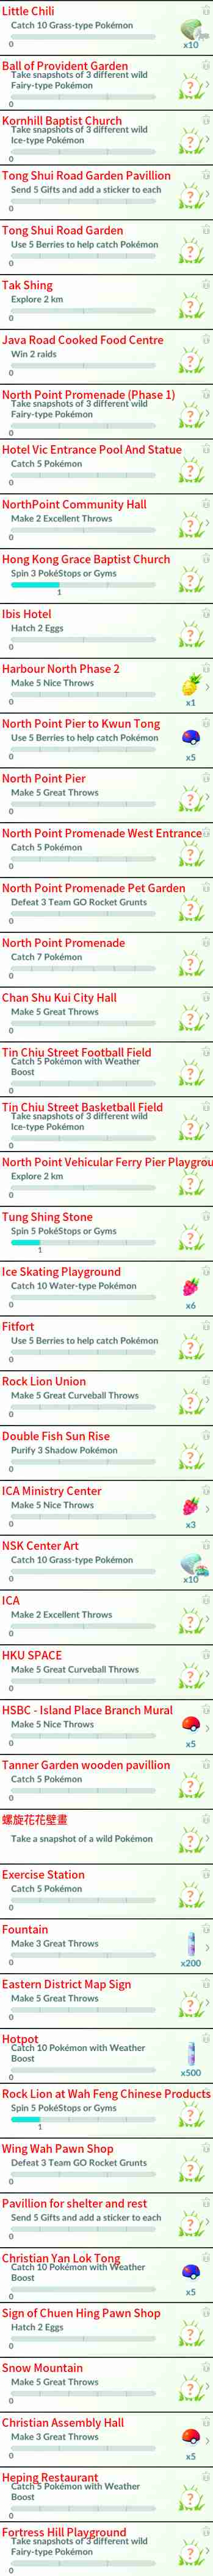 Little Chili
Catch 10 Grass-type Pokémon
0
x10
Ball of Provident Garden
Take snapshots of 3 different wild
Fairy-type Pokémon
0
Kornhill Baptist Church
Take snapshots of 3 different wild
Ice-type Pokémon
0
Tong Shui Road Garden Pavillion
Send 5 Gifts and add a sticker to each
0
Tong Shui Road Garden
Use 5 Berries to help catch Pokémon
0
Tak Shing
Explore 2 km
0
Java Road Cooked Food Centre
Win 2 raids
0
North Point Promenade (Phase 1)
Take snapshots of 3 different wild
Fairy-type Pokémon
0
Hotel Vic Entrance Pool And Statue
Catch 5 Pokémon
0
NorthPoint Community Hall
Make 2 Excellent Throws
0
Hong Kong Grace Baptist Church
Spin 3 PokéStops or Gyms
1
Ibis Hotel
Hatch 2 Eggs
0
Harbour North Phase 2
Make 5 Nice Throws
0
x1
North Point Pier to Kwun Tong
Use 5 Berries to help catch Pokémon
0
x5
North Point Pier
Make 5 Great Throws
0
North Point Promenade West Entrance
Catch 5 Pokémon
0
North Point Promenade Pet Garden
Defeat 3 Team GO Rocket Grunts
0
North Point Promenade
Catch 7 Pokémon
0
Chan Shu Kui City Hall
Make 5 Great Throws
0
Tin Chiu Street Football Field
Catch 5 Pokémon with Weather
Boost
0
Tin Chiu Street Basketball Field
Take snapshots of 3 different wild
Ice-type Pokémon
0
North Point Vehicular Ferry Pier Playgrou
Explore 2 km
0
Tung Shing Stone
Spin 5 PokéStops or Gyms
1
Ice Skating Playground
Catch 10 Water-type Pokémon
0
x6
Fitfort
Use 5 Berries to help catch Pokémon
0
Rock Lion Union
Make 5 Great Curveball Throws
0
Double Fish Sun Rise
Purify 3 Shadow Pokémon
0
ICA Ministry Center
Make 5 Nice Throws
0
x3
NSK Center Art
Catch 10 Grass-type Pokémon
0
x10
ICA
Make 2 Excellent Throws
0
HKU SPACE
Make 5 Great Curveball Throws
0
HSBC - Island Place Branch Mural
Make 5 Nice Throws
0
x5
Tanner Garden wooden pavillion
Catch 5 Pokémon
0
螺旋花花壁畫
Take a snapshot of a wild Pokémon
Exercise Station
Catch 5 Pokémon
0
Fountain
Make 3 Great Throws
0
x200
Eastern District Map Sign
Make 5 Great Throws
0
Hotpot
Catch 10 Pokémon with Weather
Boost
0
x500
Rock Lion at Wah Feng Chinese Products
Spin 5 PokéStops or Gyms
1
Wing Wah Pawn Shop
Defeat 3 Team GO Rocket Grunts
0
Pavillion for shelter and rest
Send 5 Gifts and add a sticker to each
0
Christian Yan Lok Tong
Catch 10 Pokémon with Weather
Boost
0
x5
Sign of Chuen Hing Pawn Shop
Hatch 2 Eggs
0
Snow Mountain
Make 5 Great Throws
0
Christian Assembly Hall
Make 3 Great Throws
0
x5
Heping Restaurant
Catch 5 Pokémon with Weather
Boost
0
Fortress Hill Playground
Take snapshots of 3 different wild
Fairy-type Pokémon
0